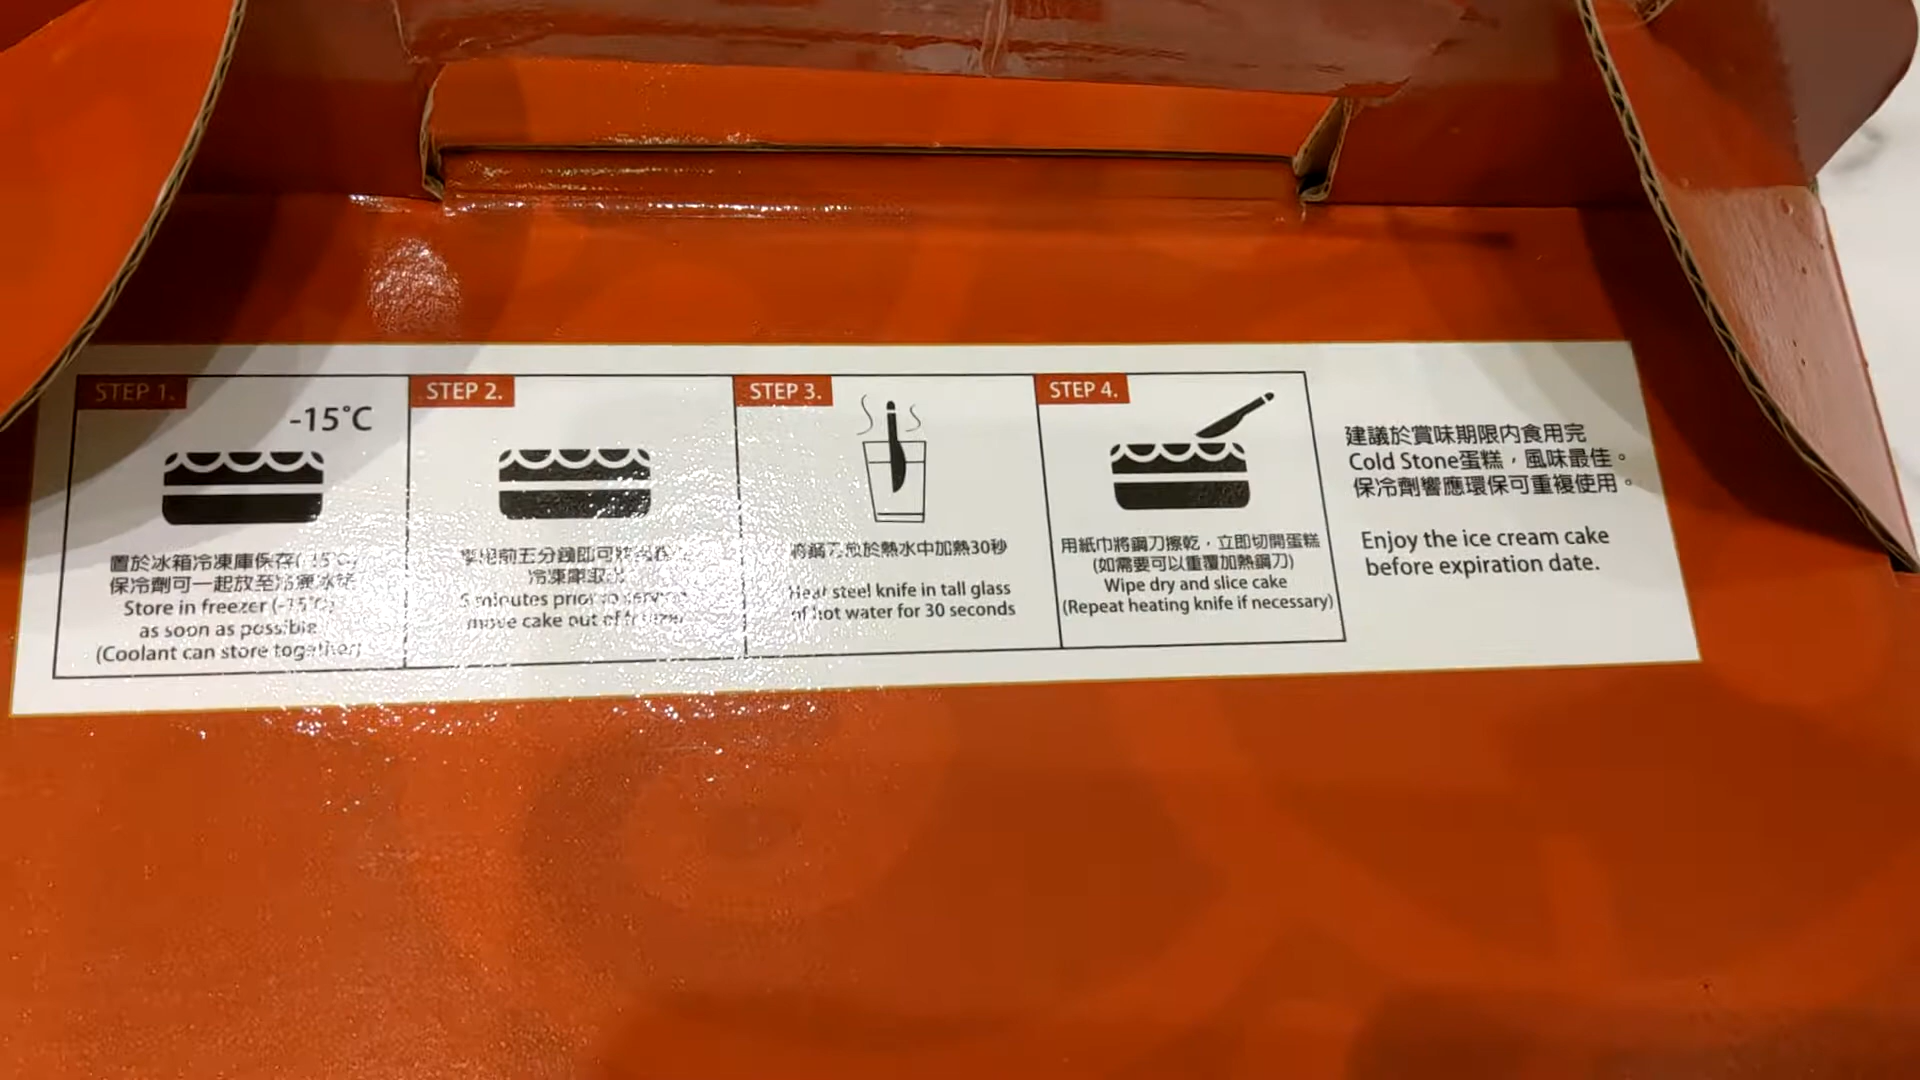 STEP 1.
-15°C
置於冰箱冷凍庫保存(-15°C)
保冷劑可一起放至冷凍冰箱
Store in freezer (-15°C)
as soon as possible
(Coolant can store together)
STEP 2.
前五分鐘即可將
冷凍庫取出
5 minutes prior to serving
move cake out of freezer
STEP 3.
將鋼刀放於熱水中加熱30秒
Heat steel knife in tall glass
of hot water for 30 seconds
STEP 4.
用紙巾將鋼刀擦乾，立即切開蛋糕
(如需要可以重覆加熱鋼刀)
Wipe dry and slice cake
(Repeat heating knife if necessary)
建議於賞味期限內食用完
Cold Stone蛋糕，風味最佳。
保冷劑響應環保可重複使用。
Enjoy the ice cream cake
before expiration date.